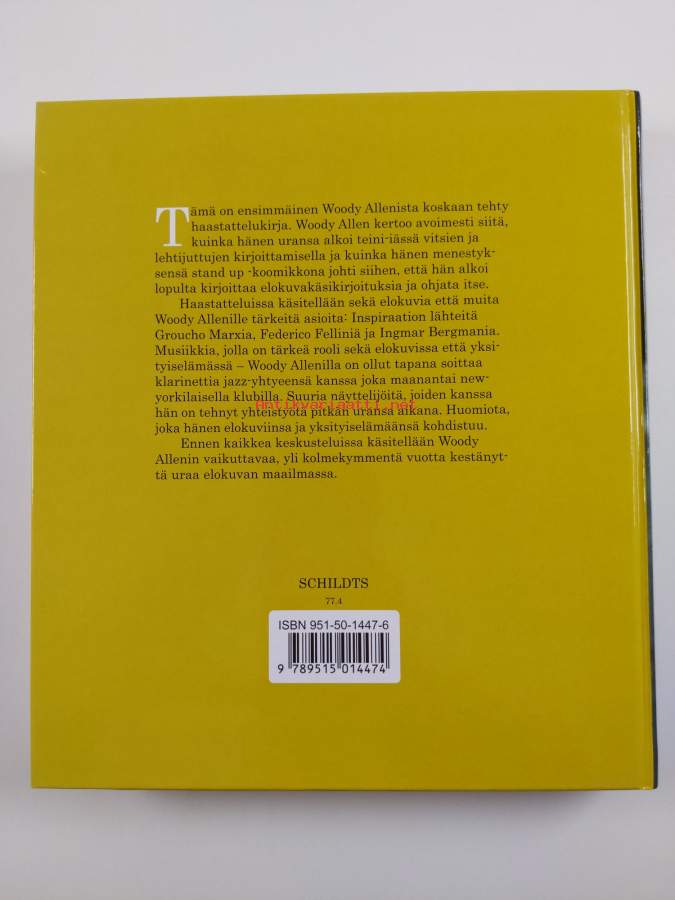 Tämä on ensimmäinen Woody Allenista koskaan tehty
haastattelukirja. Woody Allen kertoo avoimesti siitä,
kuinka hänen uransa alkoi teini-iässä vitsien ja
lehtijuttujen kirjoittamisella ja kuinka hänen menestyk-
sensä stand up -koomikkona johti siihen, että hän alkoi
lopulta kirjoittaa elokuvakäsikirjoituksia ja ohjata itse.
Haastatteluissa käsitellään sekä elokuvia että muita
Woody Allenille tärkeitä asioita: Inspiraation lähteitä
Groucho Marxia, Federico Felliniä ja Ingmar Bergmania.
Musiikkia, jolla on tärkeä rooli sekä elokuvissa että yksi-
tyiselämässä – Woody Allenilla on ollut tapana soittaa
klarinettia jazz-yhtyeensä kanssa joka maanantai new-
yorkilaisella klubilla. Suuria näyttelijöitä, joiden kanssa
Antikvariaatti.net
hän on tehnyt yhteistyötä pitkän uransa aikana. Huomiota,
joka hänen elokuviinsa ja yksityiselämäänsä kohdistuu.
Ennen kaikkea keskusteluissa käsitellään Woody
Allenin vaikuttavaa, yli kolmekymmentä vuotta kestänyt-
tä uraa elokuvan maailmassa.
SCHILDTS
77.4
ISBN 951-50-1447-6
9 789515 014474